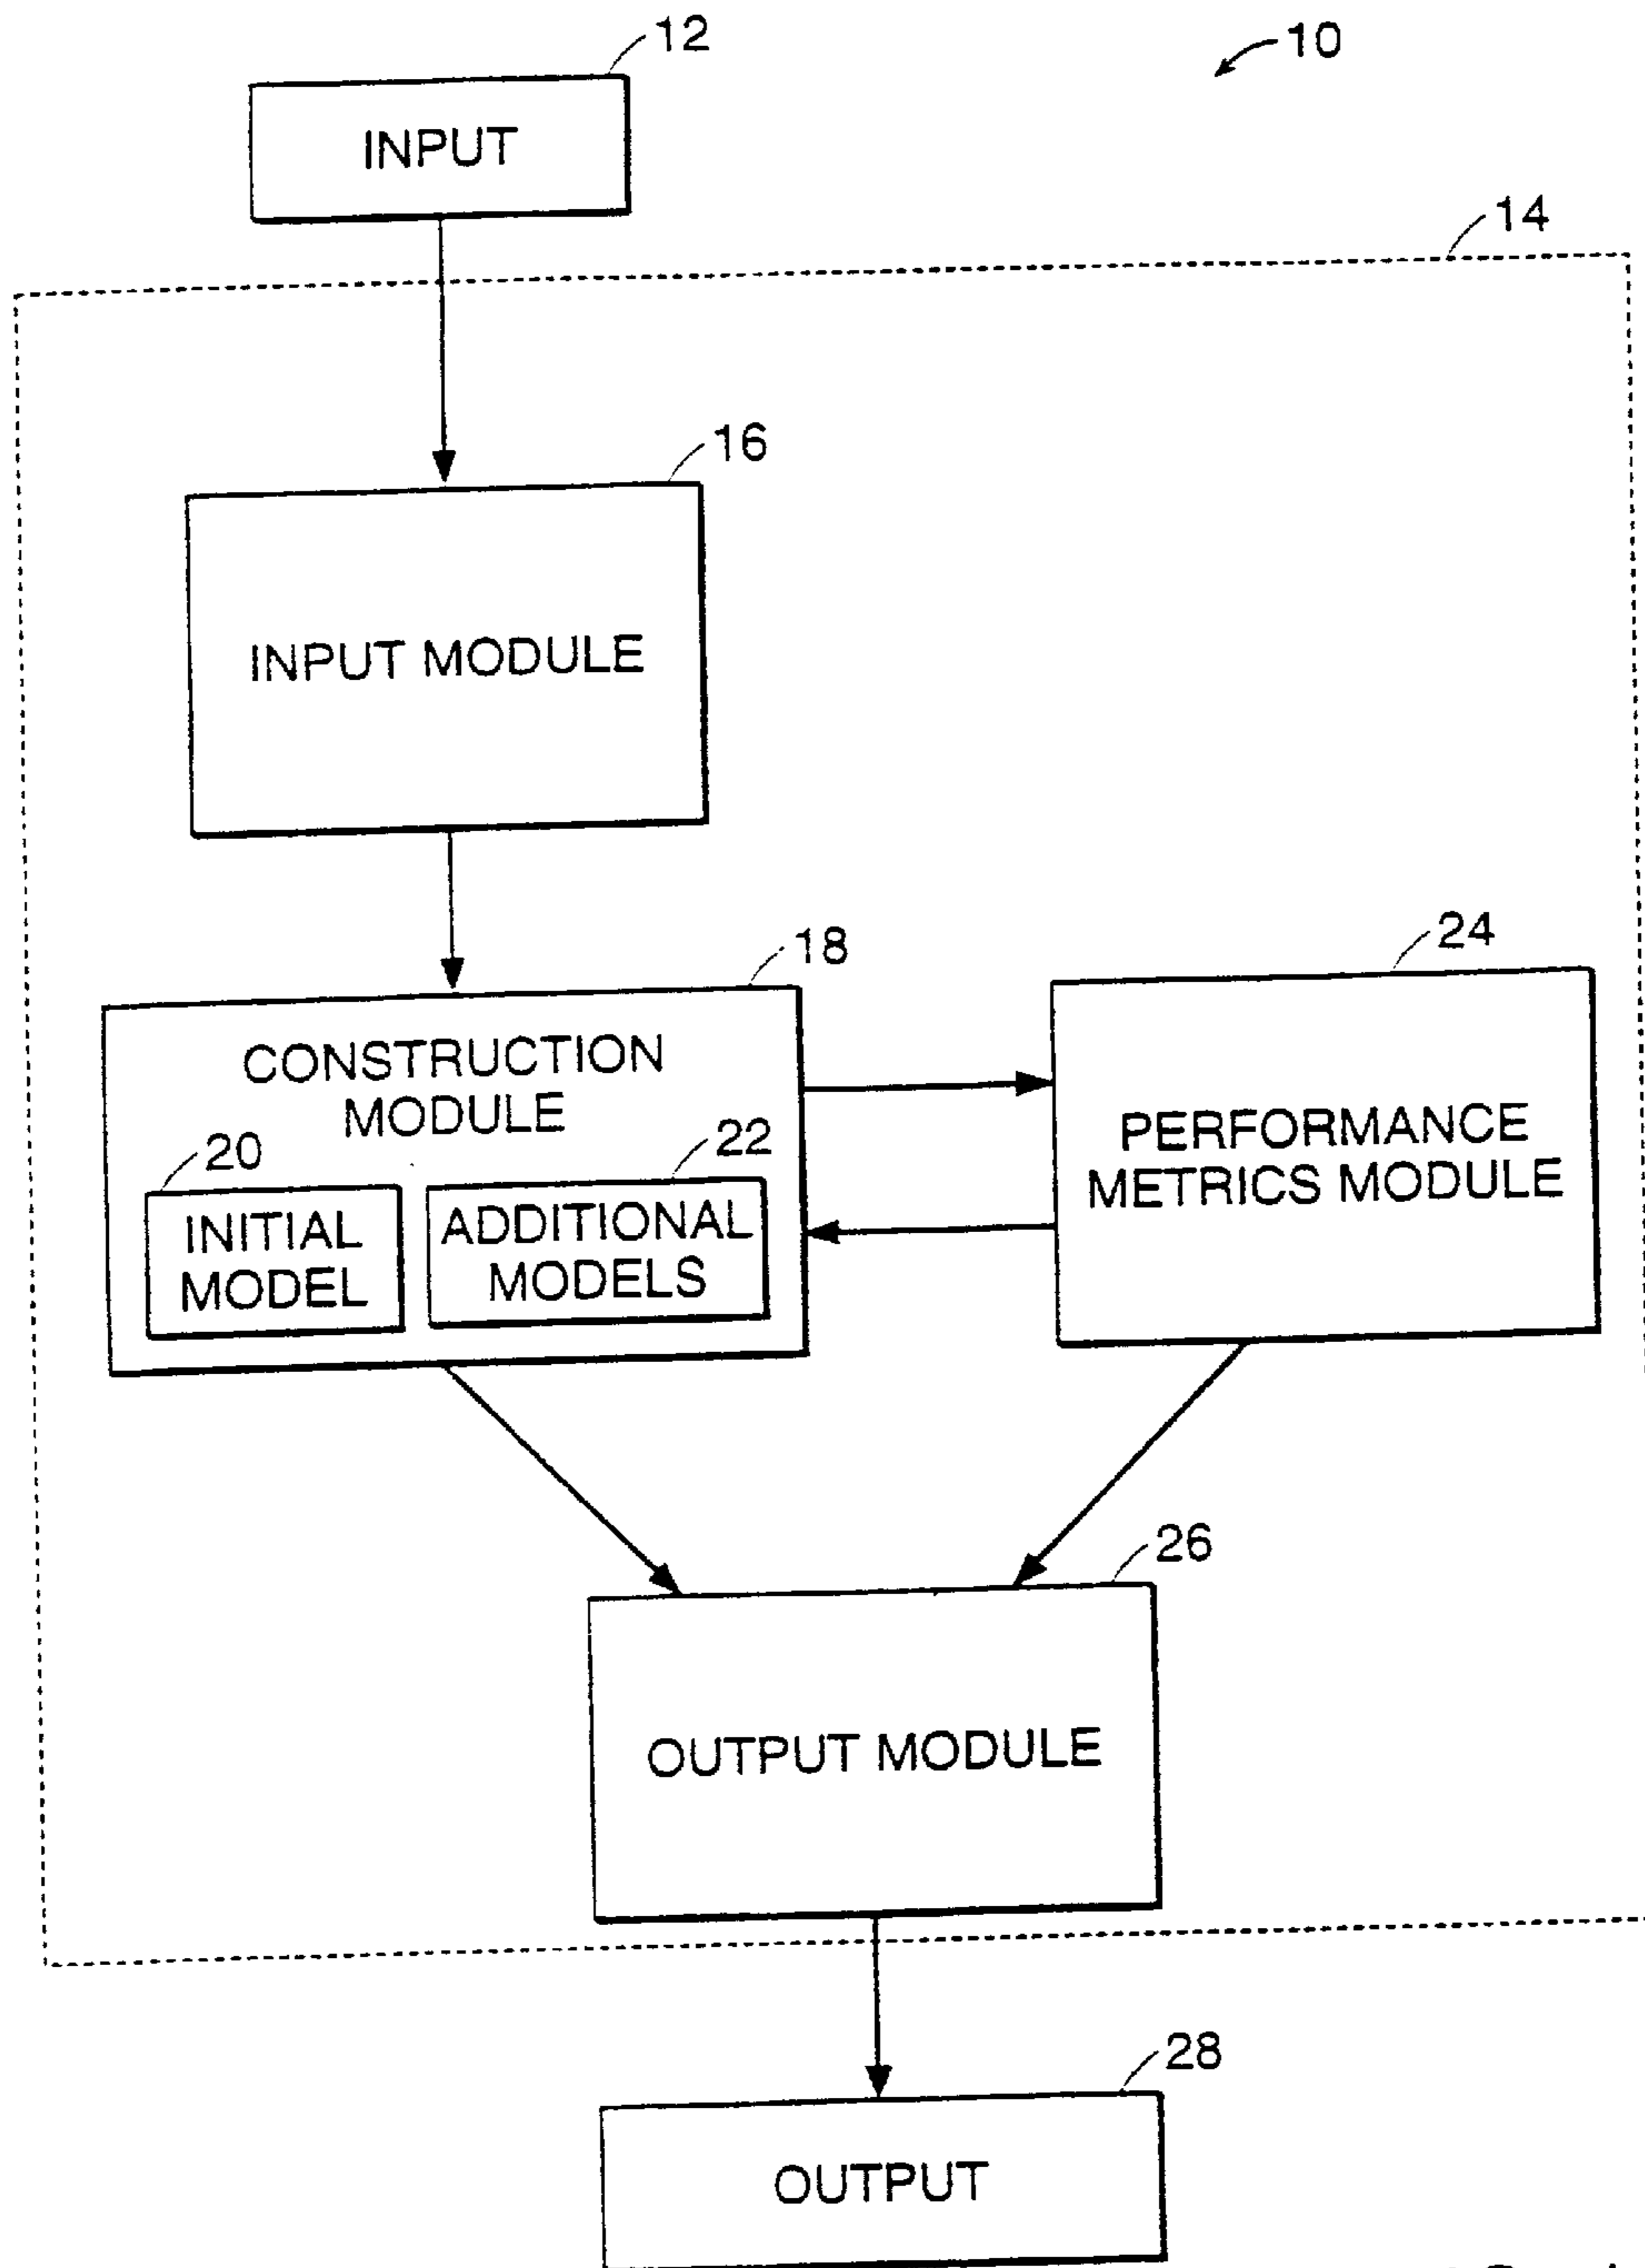 12
10
INPUT
14
16
INPUT MODULE
18
24
CONSTRUCTION
MODULE
PERFORMANCE
METRICS MODULE
20
22
INITIAL
MODEL
ADDITIONAL
MODELS
26
OUTPUT MODULE
28
OUTPUT